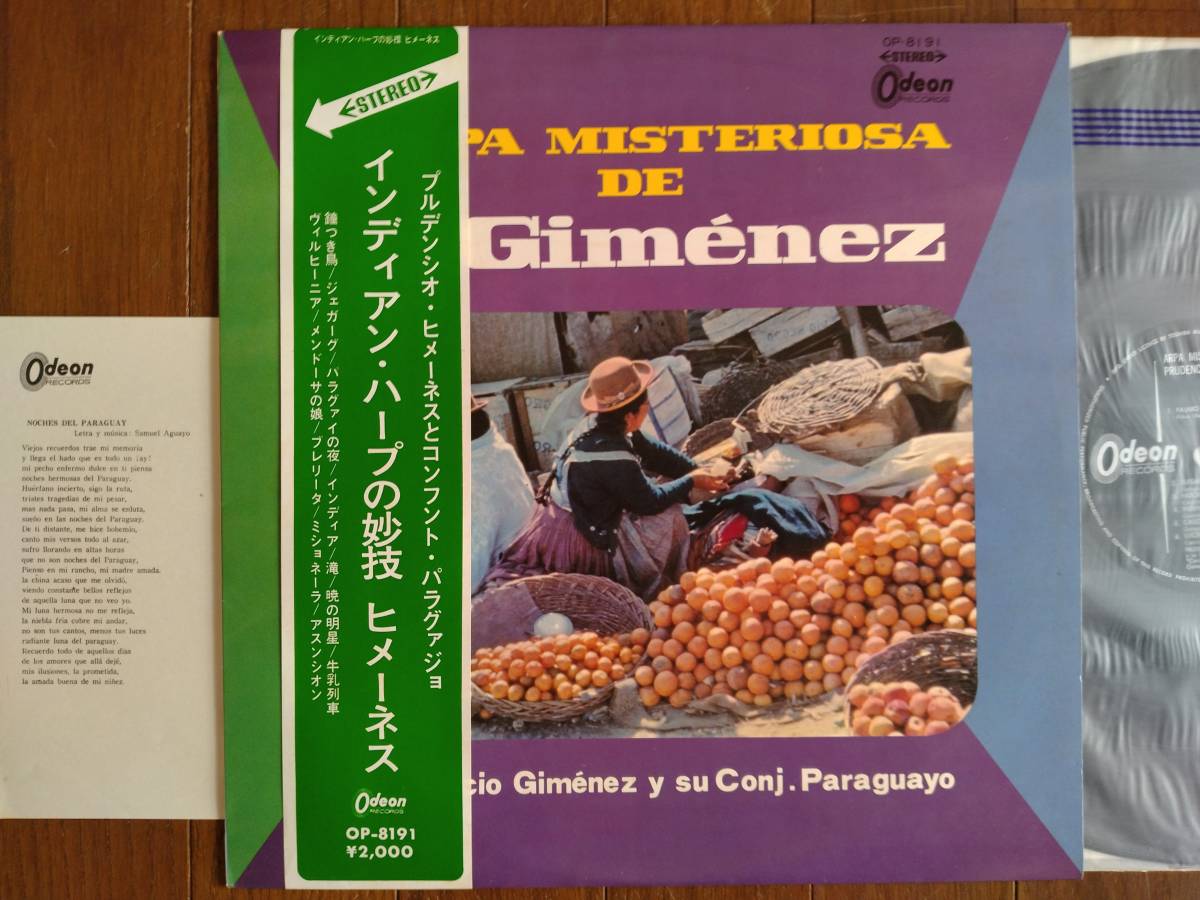 Odeon
RECORDS
NOCHES DEL PARAGUAY
Letra y música: Samuel Aguayo
Viejos recuerdos trae mi memoria
y llega el hado que es todo un ¡ay!
mi pecho enfermo dulce en ti piensa
noches hermosas del Paraguay.
Huérfano incierto, sigo la ruta,
tristes tragedias de mi pesar,
mas nada pasa, mi alma se enluta,
sueño en las noches del Paraguay.
De ti distante, me hice bohemio,
canto mis versos todo al azar,
sufro llorando en altas horas
que no son noches del Paraguay,
Pienso en mi rancho, mi madre amada.
la china acaso que me olvidó,
viendo constante bellos reflejos
de aquella luna que no veo yo.
Mi luna hermosa no me refleja,
la niebla fría cubre mi andar,
no son tus cantos, menos tus luces
radiante luna del paraguay.
Recuerdo todo de aquellos días
de los amores que allá dejé,
mis ilusiones, la prometida,
la amada buena de mi niñez.
インディアン・ハープの妙技 ヒメーネス
STEREO
プルデンシオ・ヒメーネスとコンフント・パラグァジョ
インディアン・ハープの妙技 ヒメーネス
鐘つき鳥/ジェガーグ/パラグァイの夜/インディア/滝/暁の明星/牛乳列車
ヴィルヒーニア/メンドーサの娘/ブレリータ/ミショネーラ/アスンシオン
Odeon
RECORDS
OP-8191
¥2,000
OP-8191
STEREO
Odeon
RECORDS
PA MISTERIOSA
DE
Giménez
cio Giménez y su Conj. Paraguayo
ARPA MIS
PRUDENC
Odeon
RECORDS